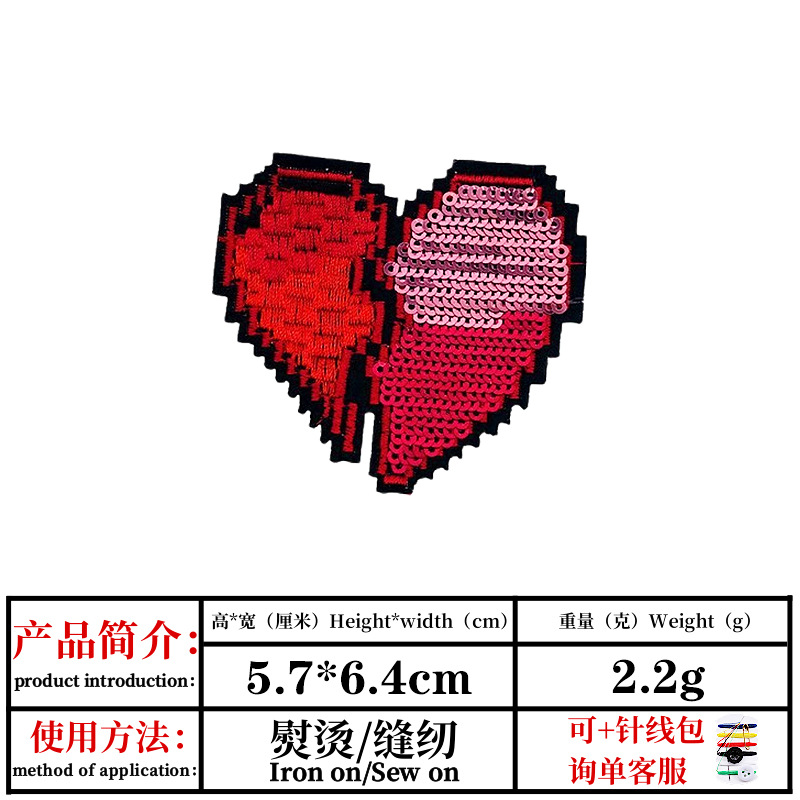 产品简介：
product introduction：
高*宽（厘米）Height*width（cm）
重量（克）Weight（g）
5.7*6.4cm
2.2g
使用方法：
method of application：
熨烫/缝纫
Iron on/Sew on
可+针线包
询单客服